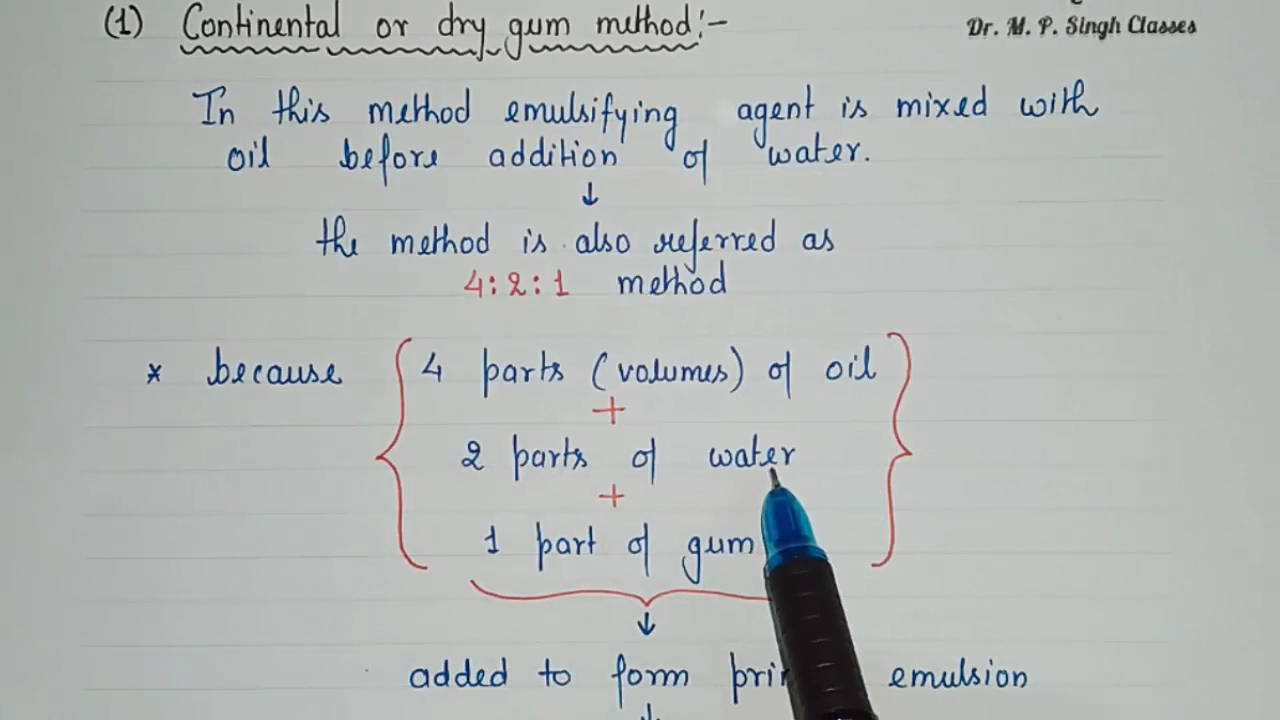 (1) Continental or dry gum method:-
Dr. M. P. Singh Classes
In this method emulsifying agent is mixed with
oil before addition of water.
↓
the method is also referred as
4:2:1 method
* because { 4 parts (volumes) of oil }
+
2 parts of water
+
1 part of gum
↓
added to form emulsion